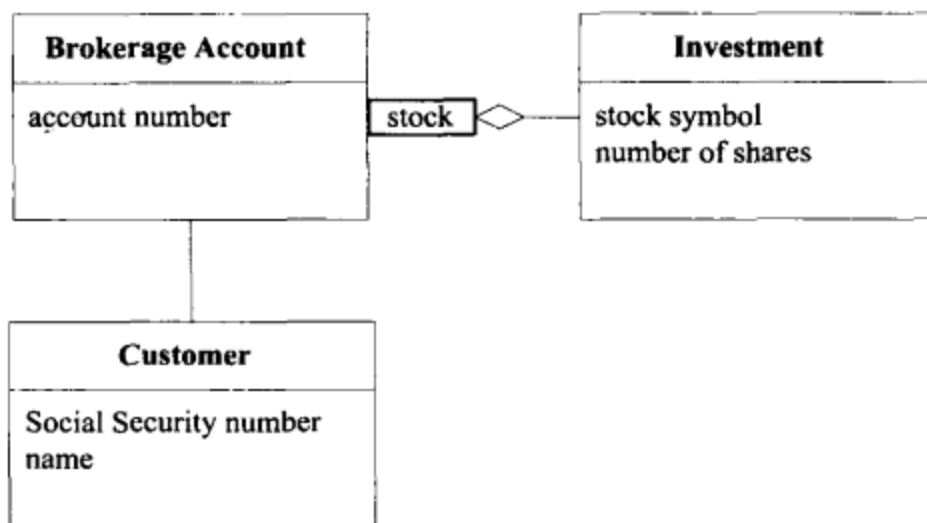 Brokerage Account
account number
stock
Investment
stock symbol
number of shares
Customer
Social Security number
name